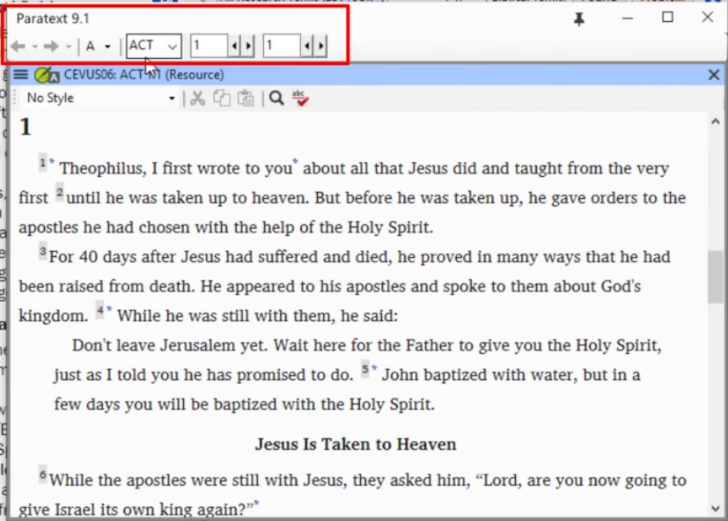 Paratext 9.1
A ACT 1 1
CEVUS06: ACT 1:1 (Resource)
No Style abc
1
1* Theophilus, I first wrote to you* about all that Jesus did and taught from the very
first 2 until he was taken up to heaven. But before he was taken up, he gave orders to the
apostles he had chosen with the help of the Holy Spirit.
3 For 40 days after Jesus had suffered and died, he proved in many ways that he had
been raised from death. He appeared to his apostles and spoke to them about God's
kingdom. 4* While he was still with them, he said:
Don't leave Jerusalem yet. Wait here for the Father to give you the Holy Spirit,
just as I told you he has promised to do. 5* John baptized with water, but in a
few days you will be baptized with the Holy Spirit.
Jesus Is Taken to Heaven
6 While the apostles were still with Jesus, they asked him, “Lord, are you now going to
give Israel its own king again?”*